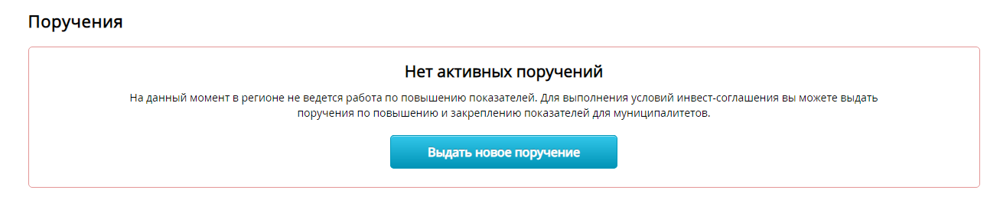 Поручения
Нет активных поручений
На данный момент в регионе не ведется работа по повышению показателей. Для выполнения условий инвест-соглашения вы можете выдать
поручения по повышению и закреплению показателей для муниципалитетов.
Выдать новое поручение